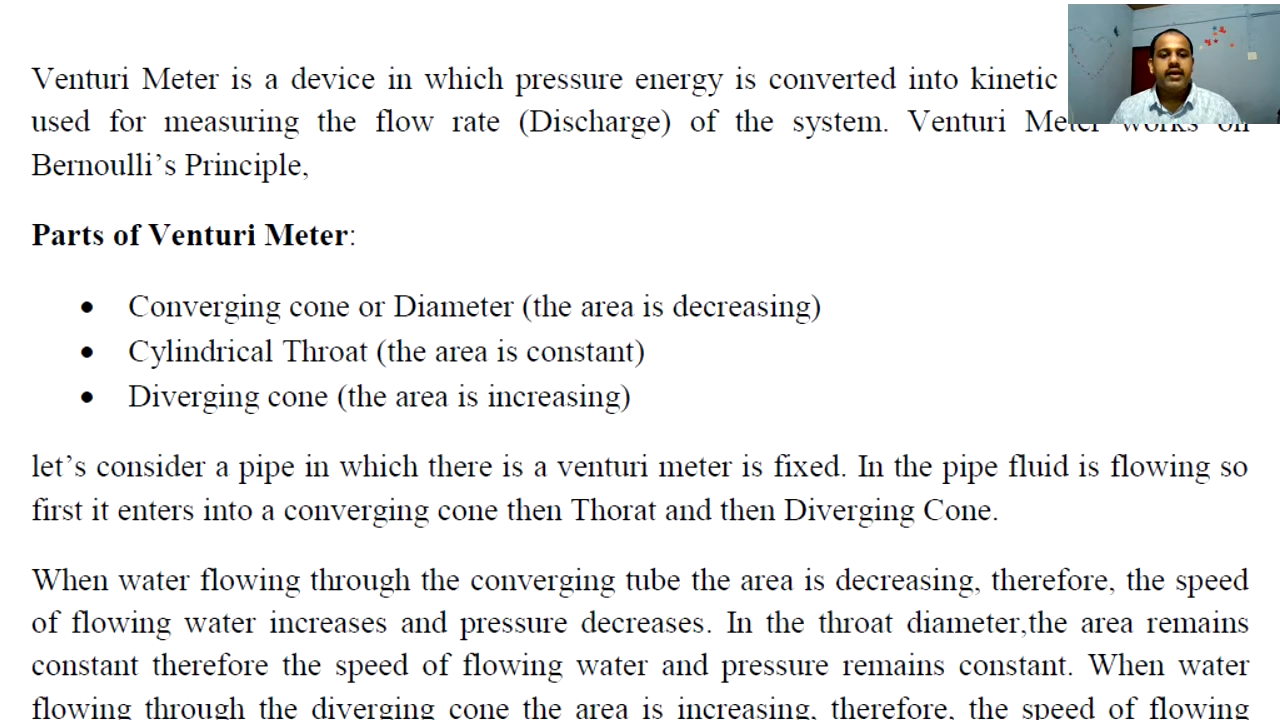 Venturi Meter is a device in which pressure energy is converted into kinetic
used for measuring the flow rate (Discharge) of the system. Venturi Meter works on
Bernoulli’s Principle,
Parts of Venturi Meter:
• Converging cone or Diameter (the area is decreasing)
• Cylindrical Throat (the area is constant)
• Diverging cone (the area is increasing)
let’s consider a pipe in which there is a venturi meter is fixed. In the pipe fluid is flowing so
first it enters into a converging cone then Thorat and then Diverging Cone.
When water flowing through the converging tube the area is decreasing, therefore, the speed
of flowing water increases and pressure decreases. In the throat diameter,the area remains
constant therefore the speed of flowing water and pressure remains constant. When water
flowing through the diverging cone the area is increasing, therefore, the speed of flowing